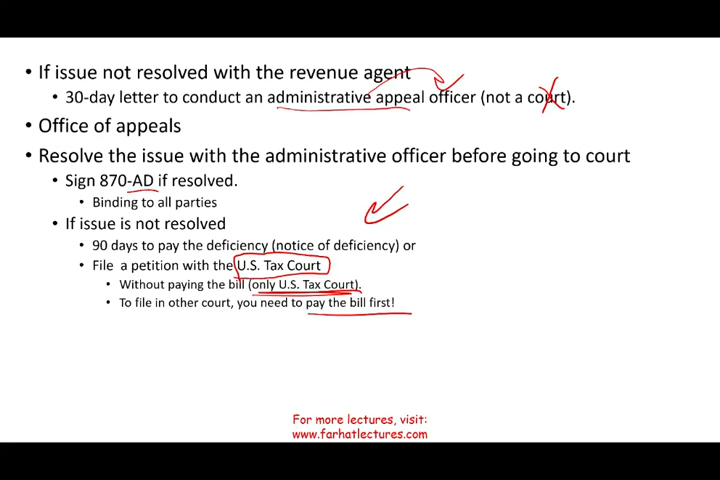 • If issue not resolved with the revenue agent
• 30-day letter to conduct an administrative appeal officer (not a court).
• Office of appeals
• Resolve the issue with the administrative officer before going to court
• Sign 870-AD if resolved.
• Binding to all parties
• If issue is not resolved
• 90 days to pay the deficiency (notice of deficiency) or
• File a petition with the U.S. Tax Court
• Without paying the bill (only U.S. Tax Court).
• To file in other court, you need to pay the bill first!
For more lectures, visit:
www.farhatlectures.com